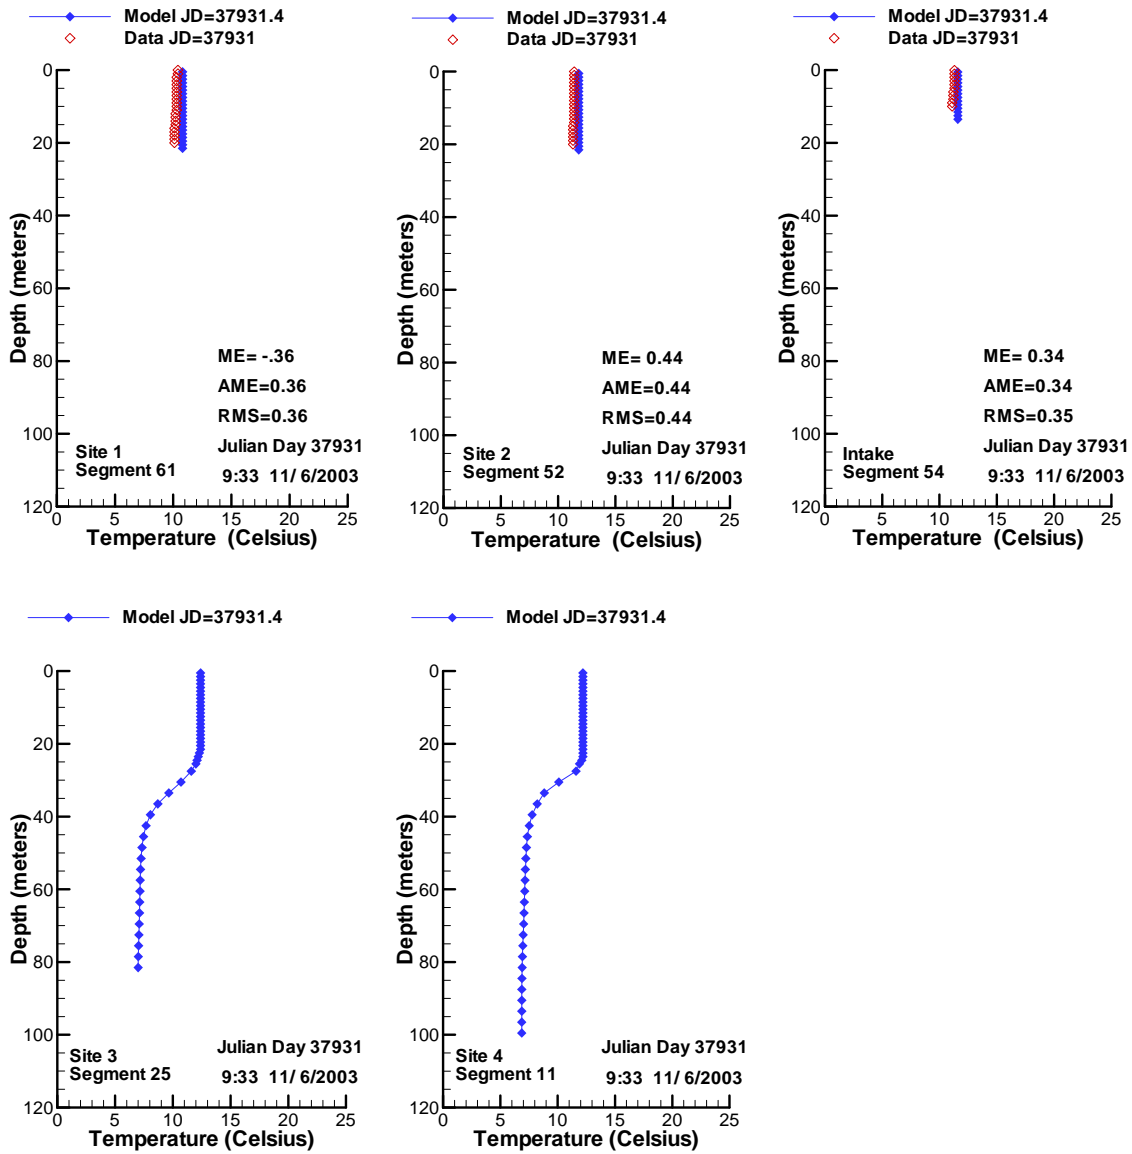 Model JD=37931.4
Data JD=37931
0
20
40
60
80
100
120
Depth (meters)
ME= -.36
AME=0.36
RMS=0.36
Julian Day 37931
9:33 11/ 6/2003
Site 1
Segment 61
0 5 10 15 20 25
Temperature (Celsius)
Model JD=37931.4
Data JD=37931
0
20
40
60
80
100
120
Depth (meters)
ME= 0.44
AME=0.44
RMS=0.44
Julian Day 37931
9:33 11/ 6/2003
Site 2
Segment 52
0 5 10 15 20 25
Temperature (Celsius)
Model JD=37931.4
Data JD=37931
0
20
40
60
80
100
120
Depth (meters)
ME= 0.34
AME=0.34
RMS=0.35
Julian Day 37931
9:33 11/ 6/2003
Intake
Segment 54
0 5 10 15 20 25
Temperature (Celsius)
Model JD=37931.4
0
20
40
60
80
100
120
Depth (meters)
Julian Day 37931
9:33 11/ 6/2003
Site 3
Segment 25
0 5 10 15 20 25
Temperature (Celsius)
Model JD=37931.4
0
20
40
60
80
100
120
Depth (meters)
Julian Day 37931
9:33 11/ 6/2003
Site 4
Segment 11
0 5 10 15 20 25
Temperature (Celsius)